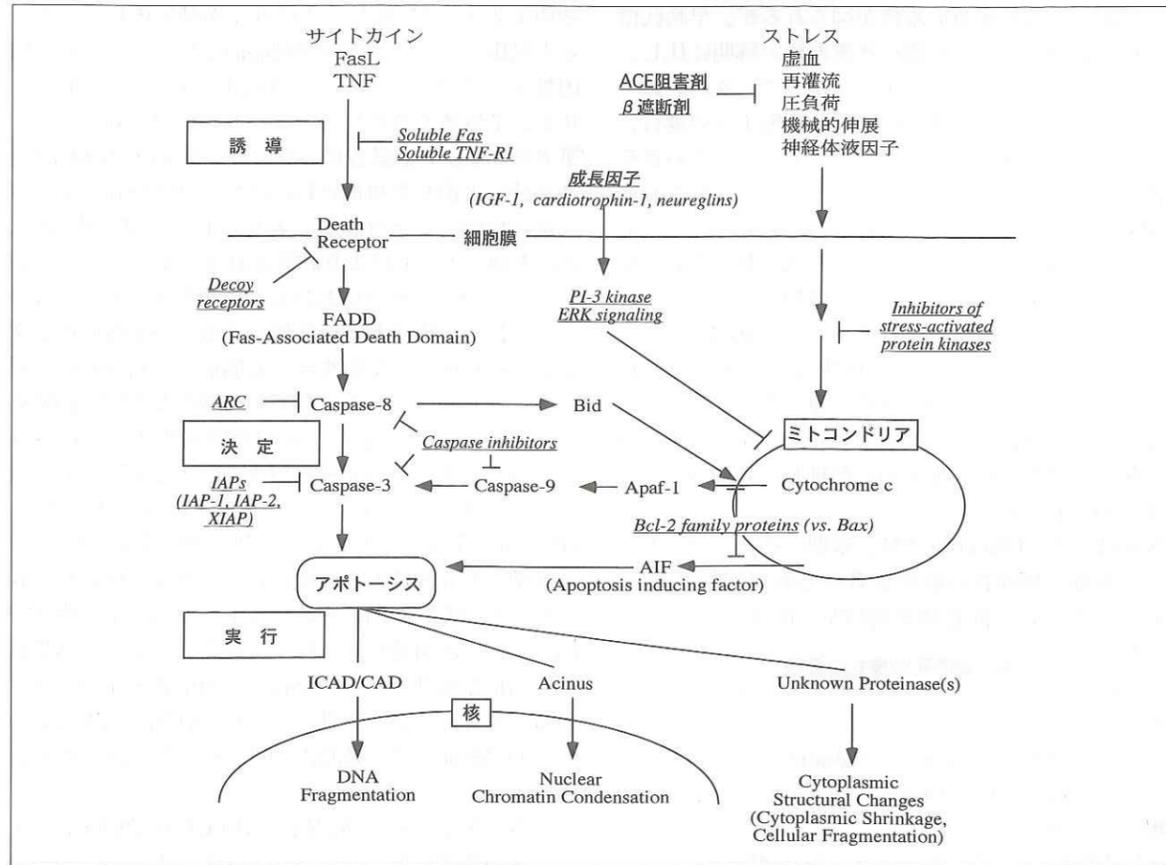 サイトカイン
FasL
TNF
ストレス
虚血
再灌流
圧負荷
機械的伸展
神経体液因子
ACE阻害剤
β遮断剤
誘導
Soluble Fas
Soluble TNF-R1
成長因子
(IGF-1, cardiotrophin-1, neureglins)
Death
Receptor
細胞膜
Decoy
receptors
FADD
(Fas-Associated Death Domain)
PI-3 kinase
ERK signaling
Inhibitors of
stress-activated
protein kinases
ARC
Caspase-8
Bid
ミトコンドリア
決 定
Caspase inhibitors
IAPs
(IAP-1, IAP-2,
XIAP)
Caspase-3
Caspase-9
Apaf-1
Cytochrome c
Bcl-2 family proteins (vs. Bax)
アポトーシス
AIF
(Apoptosis inducing factor)
実 行
ICAD/CAD
Acinus
Unknown Proteinase(s)
核
DNA
Fragmentation
Nuclear
Chromatin Condensation
Cytoplasmic
Structural Changes
(Cytoplasmic Shrinkage,
Cellular Fragmentation)